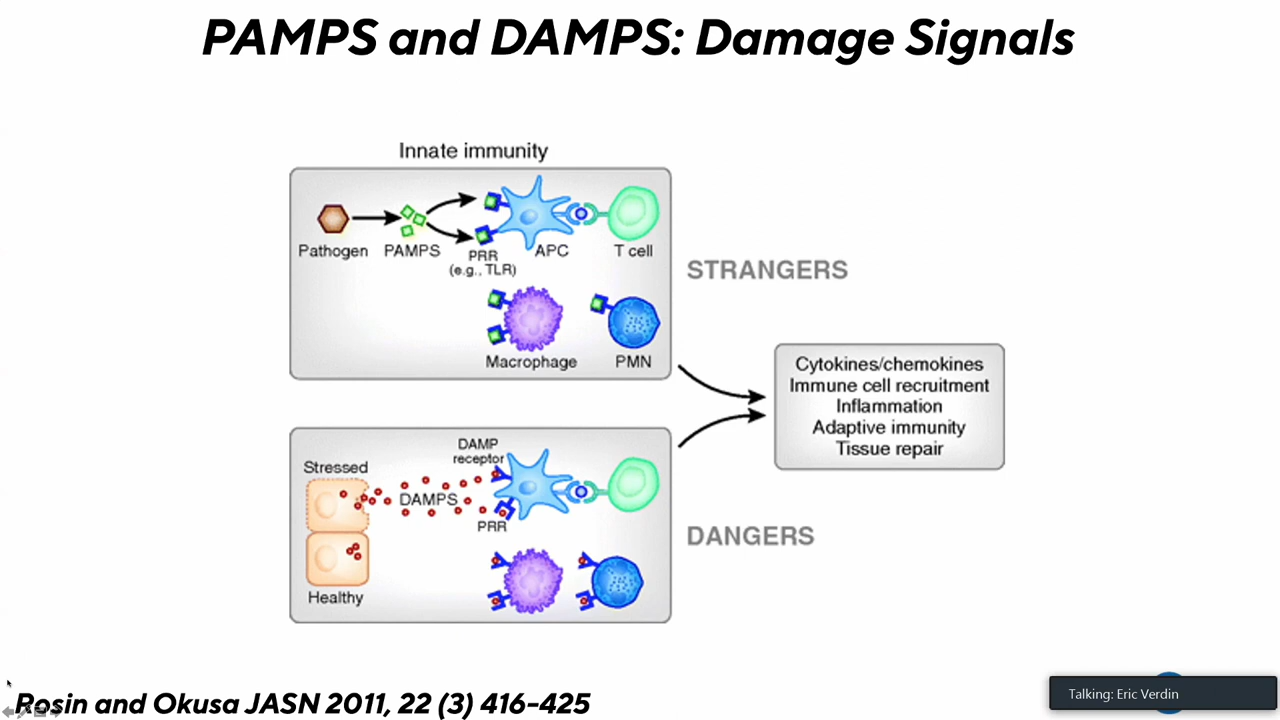 PAMPS and DAMPS: Damage Signals
Innate immunity
Pathogen
PAMPS
PRR
(e.g., TLR)
APC
T cell
Macrophage
PMN
STRANGERS
Cytokines/chemokines
Immune cell recruitment
Inflammation
Adaptive immunity
Tissue repair
Stressed
DAMP
receptor
DAMPS
PRR
Healthy
DANGERS
Rosin and Okusa JASN 2011, 22 (3) 416-425
Talking: Eric Verdin